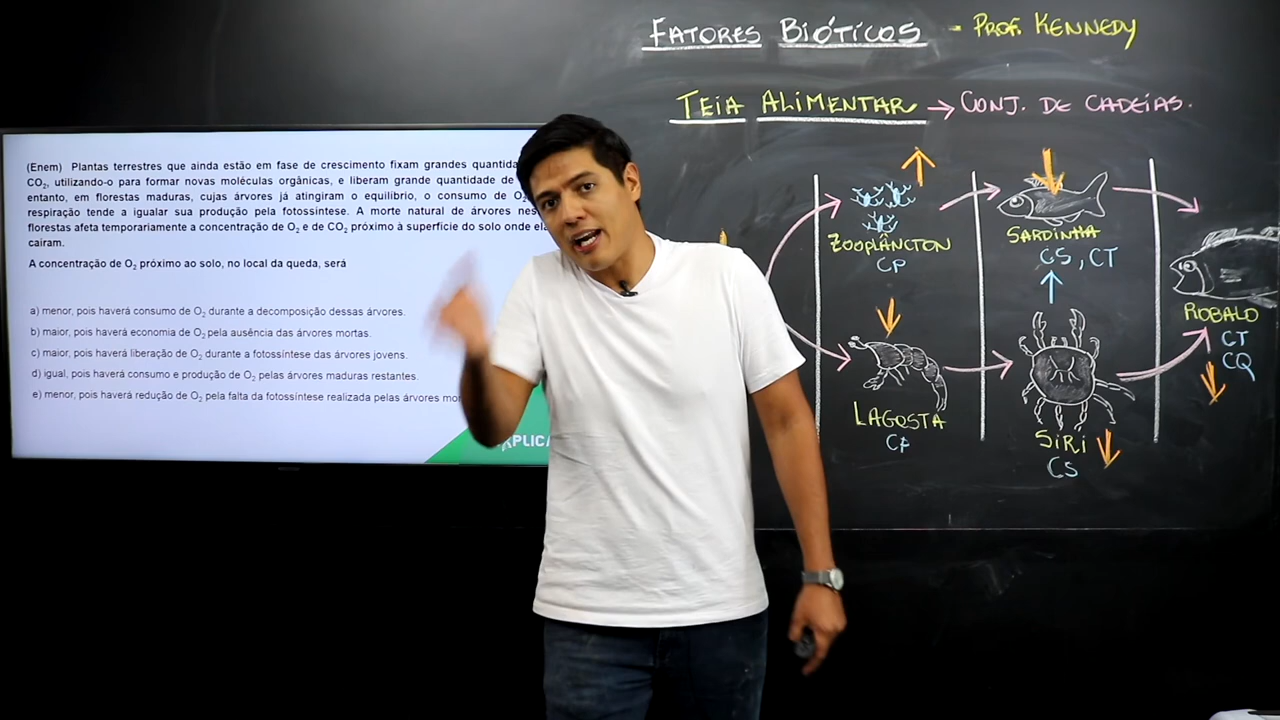 FATORES BIÓTICOS - PROF. KENNEDY
TEIA ALIMENTAR → CONJ. DE CADEIAS.
(Enem) Plantas terrestres que ainda estão em fase de crescimento fixam grandes
CO₂, utilizando-o para formar novas moléculas orgânicas, e liberam grande quantidade de
entanto, em florestas maduras, cujas árvores já atingiram o equilíbrio, o consumo de O₂
respiração tende a igualar sua produção pela fotossíntese. A morte natural de árvores
florestas afeta temporariamente a concentração de O₂ e de CO₂ próximo à superfície do solo onde
caíram.
A concentração de O₂ próximo ao solo, no local da queda, será
a) menor, pois haverá consumo de O₂ durante a decomposição dessas árvores.
b) maior, pois haverá economia de O₂ pela ausência das árvores mortas.
c) maior, pois haverá liberação de O₂ durante a fotossíntese das árvores jovens.
d) igual, pois haverá consumo e produção de O₂ pelas árvores maduras restantes.
e) menor, pois haverá redução de O₂ pela falta da fotossíntese realizada pelas árvores
ZOOPLÂNCTON
CP
SARDINHA
CS, CT
ROBALO
CT
CQ
LAGOSTA
CP
SIRI
CS